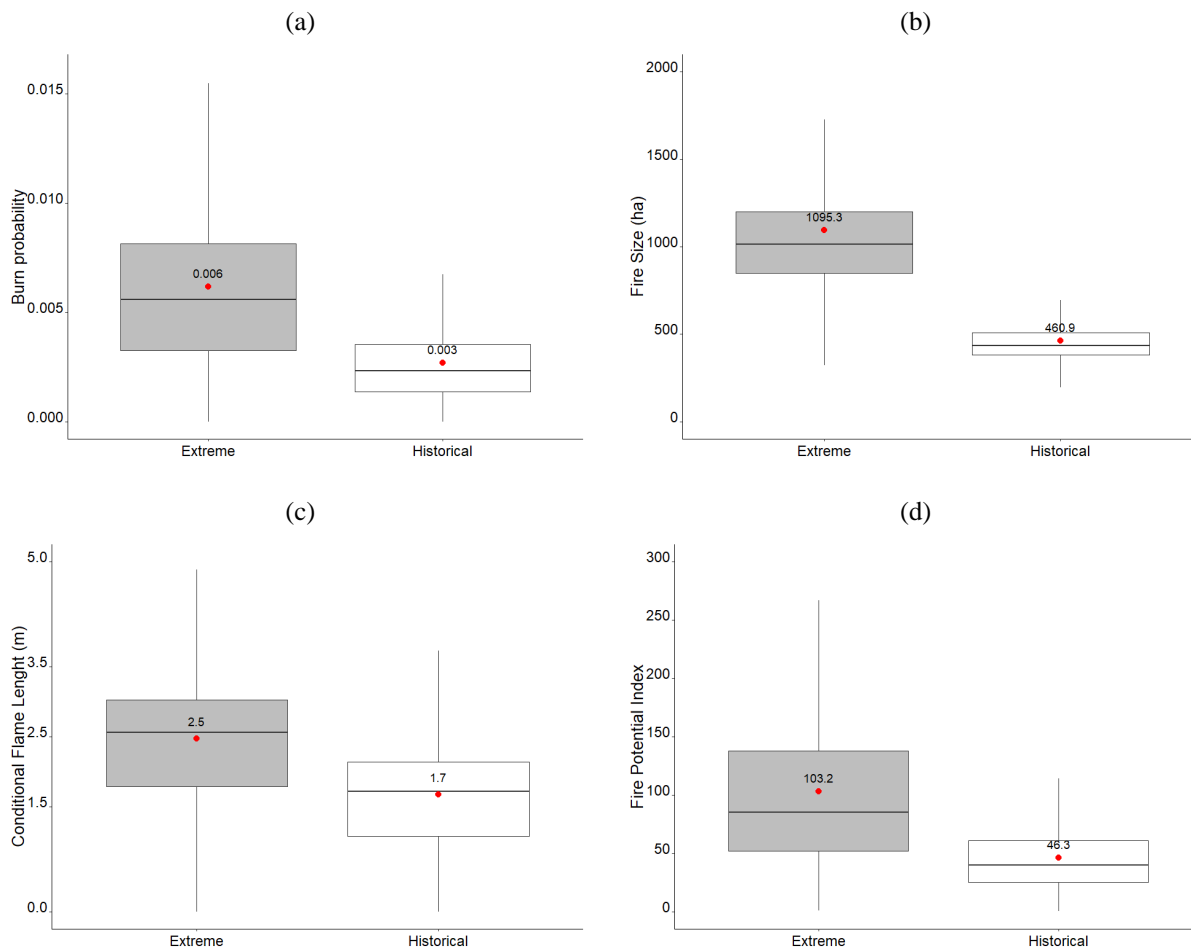 (a)
Burn probability
0.015
0.010
0.005
0.000
0.006
0.003
Extreme
Historical
(b)
Fire Size (ha)
2000
1500
1000
500
0
1095.3
460.9
Extreme
Historical
(c)
Conditional Flame Lenght (m)
5.0
3.5
2.5
1.5
0.0
2.5
1.7
Extreme
Historical
(d)
Fire Potential Index
300
250
200
150
100
50
0
103.2
46.3
Extreme
Historical